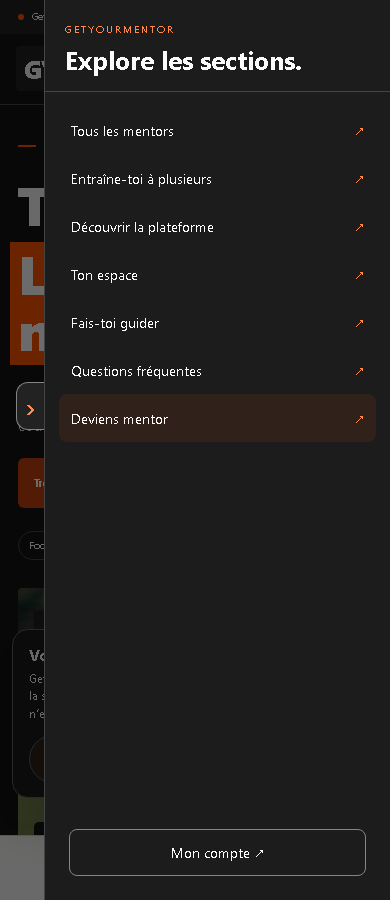 GETYOURMENTOR
Explore les sections.
Tous les mentors ↗
Entraîne-toi à plusieurs ↗
Découvrir la plateforme ↗
Ton espace ↗
Fais-toi guider ↗
Questions fréquentes ↗
Deviens mentor ↗
Mon compte ↗